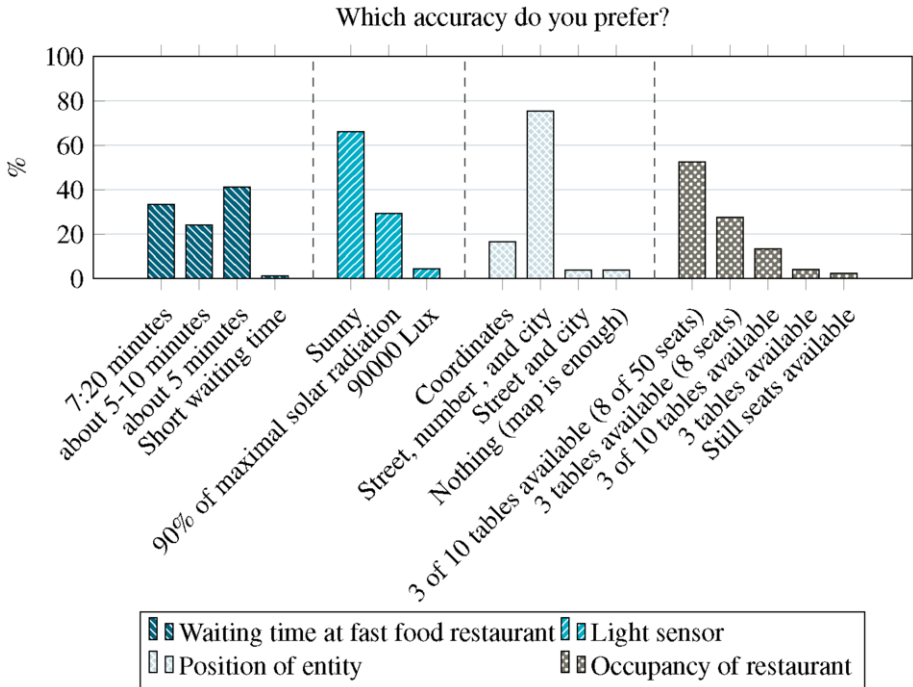 Which accuracy do you prefer?
100
80
60
40
20
0
%
7:20 minutes
about 5-10 minutes
about 5 minutes
Short waiting time
Sunny
90% of maximal solar radiation
90000 Lux
Coordinates
Street, number , and city
Street and city
Nothing (map is enough)
3 of 10 tables available (8 of 50 seats)
3 tables available (8 seats)
3 of 10 tables available
3 tables available
Still seats available
Waiting time at fast food restaurant
Light sensor
Position of entity
Occupancy of restaurant